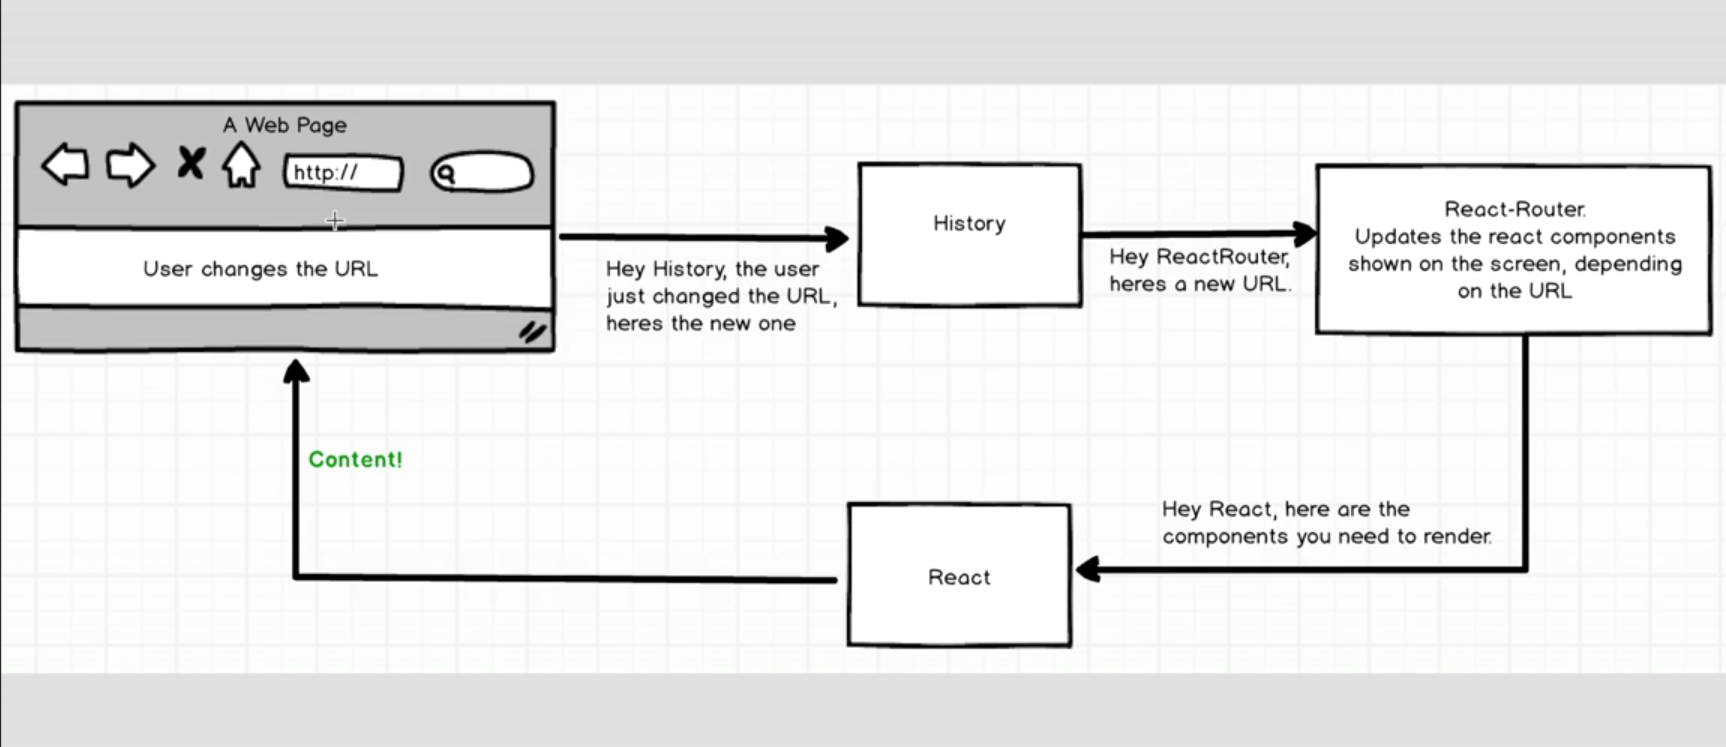 A Web Page
http://
User changes the URL
Hey History, the user
just changed the URL,
heres the new one
History
Hey ReactRouter,
heres a new URL.
React-Router.
Updates the react components
shown on the screen, depending
on the URL
Hey React, here are the
components you need to render.
React
Content!